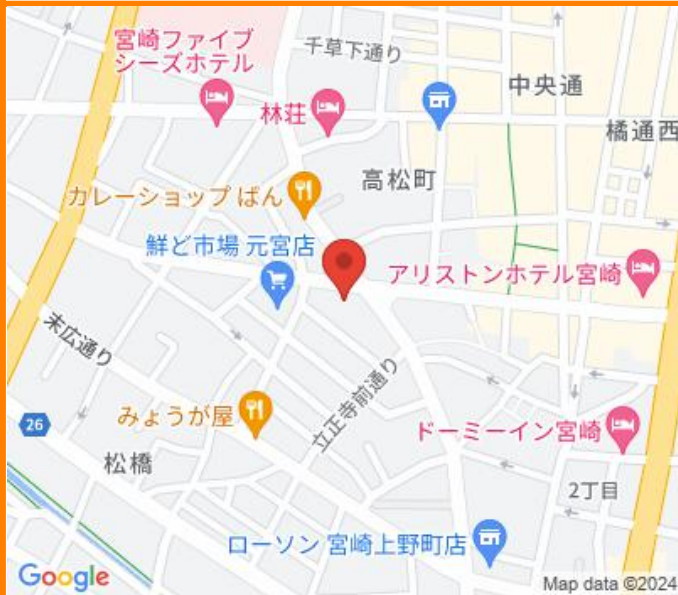 宮崎ファイブ
シーズホテル
千草下通り
中央通
林荘
橘通西
高松町
カレーショップ ばん
鮮ど市場 元宮店
アリストンホテル宮崎
末広通り
立正寺前通り
みょうが屋
ドーミーイン宮崎
26
松橋
2丁目
ローソン 宮崎上野町店
Google
Map data ©2024